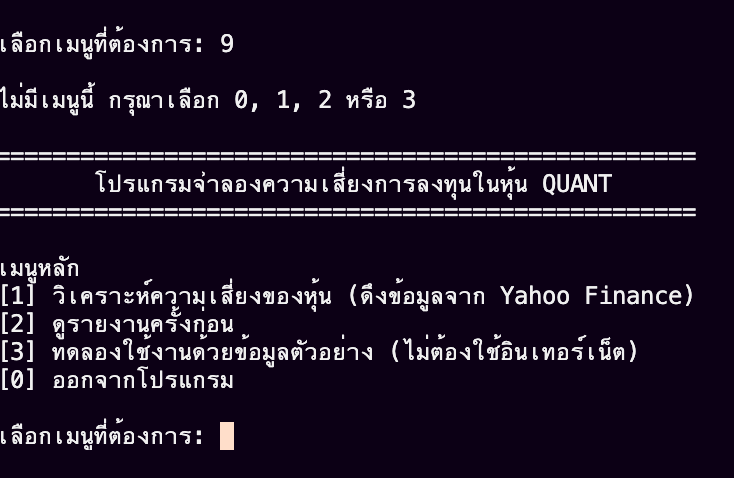 เลือกเมนูที่ต้องการ: 9
ไม่มีเมนูนี้ กรุณาเลือก 0, 1, 2 หรือ 3
==================================================
โปรแกรมจำลองความเสี่ยงการลงทุนในหุ้น QUANT
==================================================
เมนูหลัก
[1] วิเคราะห์ความเสี่ยงของหุ้น (ดึงข้อมูลจาก Yahoo Finance)
[2] ดูรายงานครั้งก่อน
[3] ทดลองใช้งานด้วยข้อมูลตัวอย่าง (ไม่ต้องใช้อินเทอร์เน็ต)
[0] ออกจากโปรแกรม
เลือกเมนูที่ต้องการ: